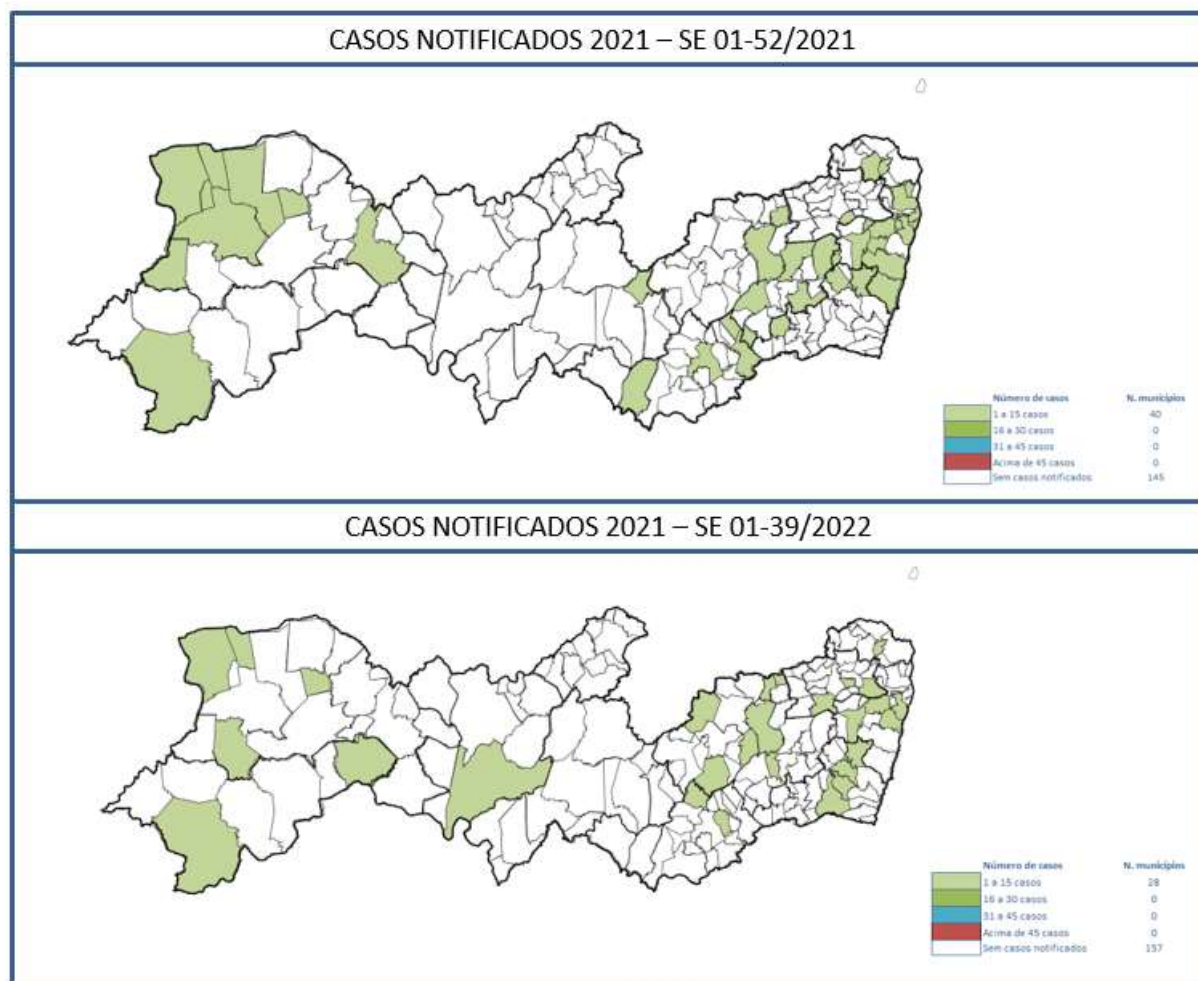 CASOS NOTIFICADOS 2021 – SE 01-52/2021
Número de casos N. municípios
1 a 15 casos 40
16 a 30 casos 0
31 a 45 casos 0
Acima de 45 casos 0
Sem casos notificados 145
CASOS NOTIFICADOS 2021 – SE 01-39/2022
Número de casos N. municípios
1 a 15 casos 28
16 a 30 casos 0
31 a 45 casos 0
Acima de 45 casos 0
Sem casos notificados 157